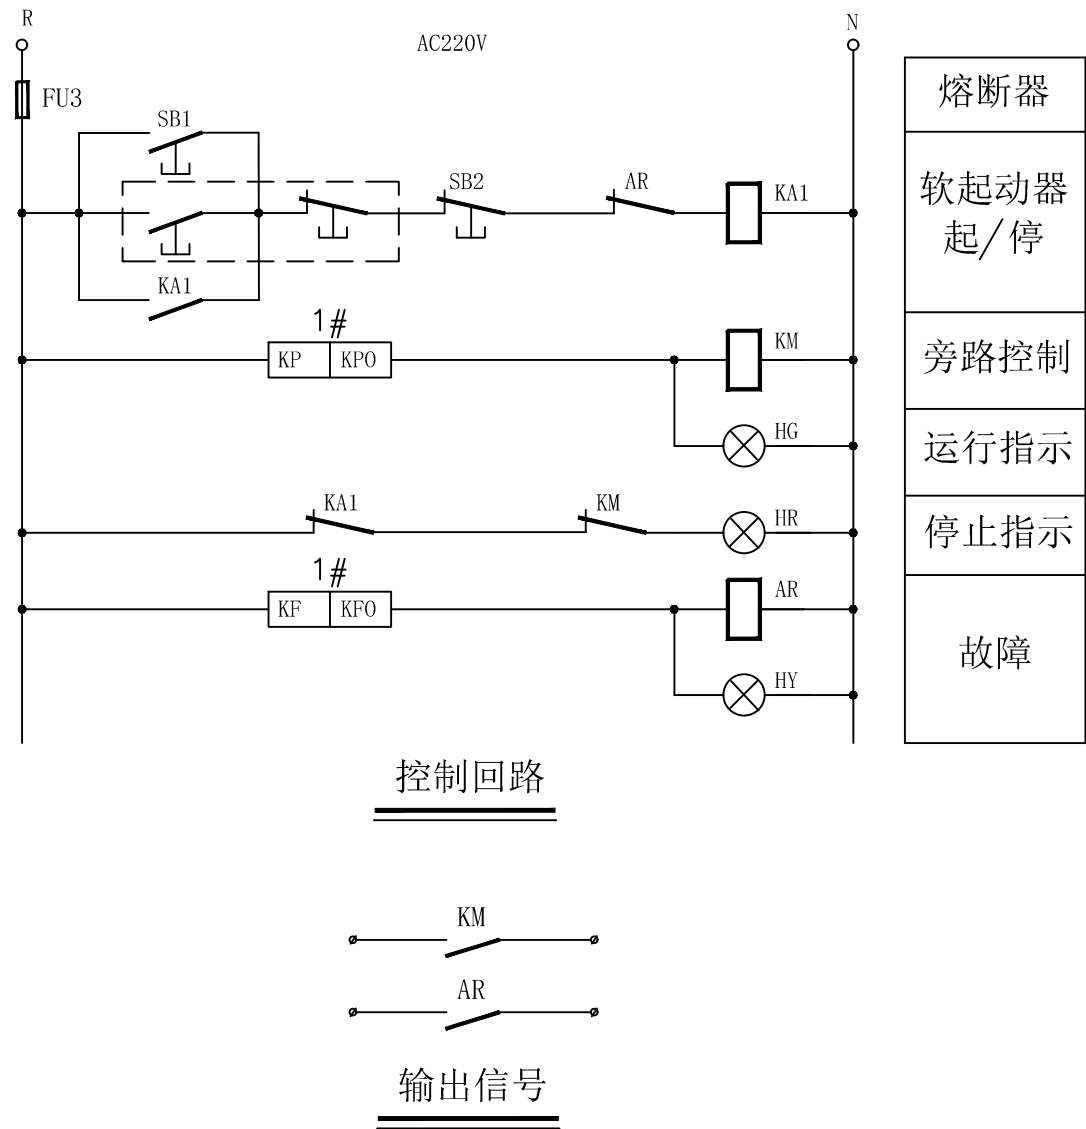 R
AC220V
N
FU3
熔断器
SB1
SB2
AR
KA1
软起动器
起/停
KA1
1#
KP
KPO
KM
旁路控制
HG
运行指示
KA1
KM
HR
停止指示
1#
KF
KFO
AR
故障
HY
控制回路
KM
AR
输出信号